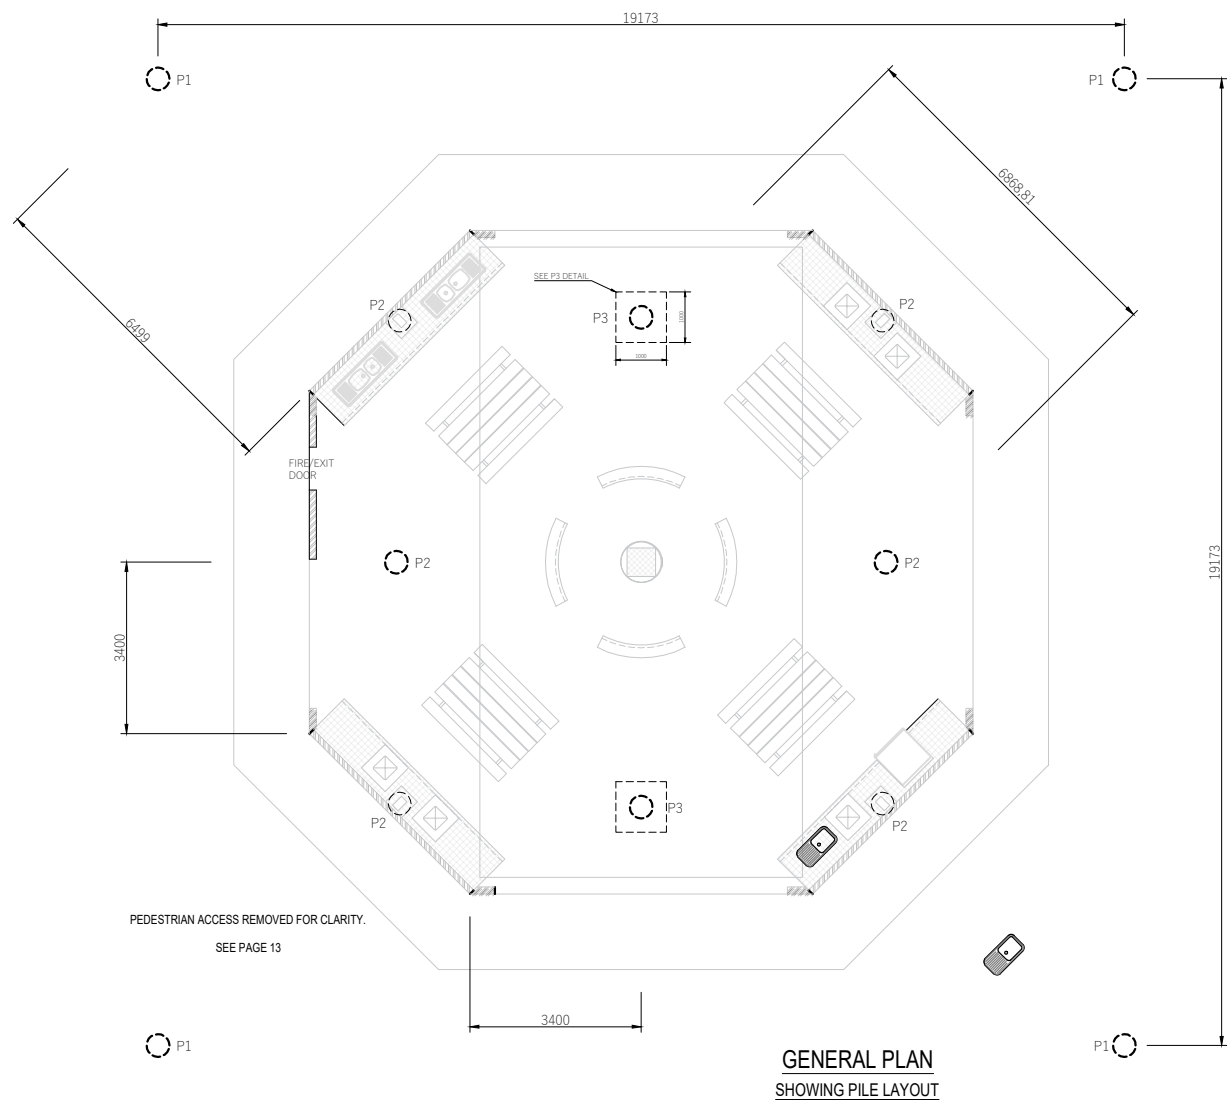 19173
P1
P1
6868,81
6499
SEE P3 DETAIL
P2
P3
1000
P2
1000
FIRE/EXIT
DOOR
P2
P2
19173
3400
P3
P2
P2
PEDESTRIAN ACCESS REMOVED FOR CLARITY.
SEE PAGE 13
3400
P1
P1
GENERAL PLAN
SHOWING PILE LAYOUT